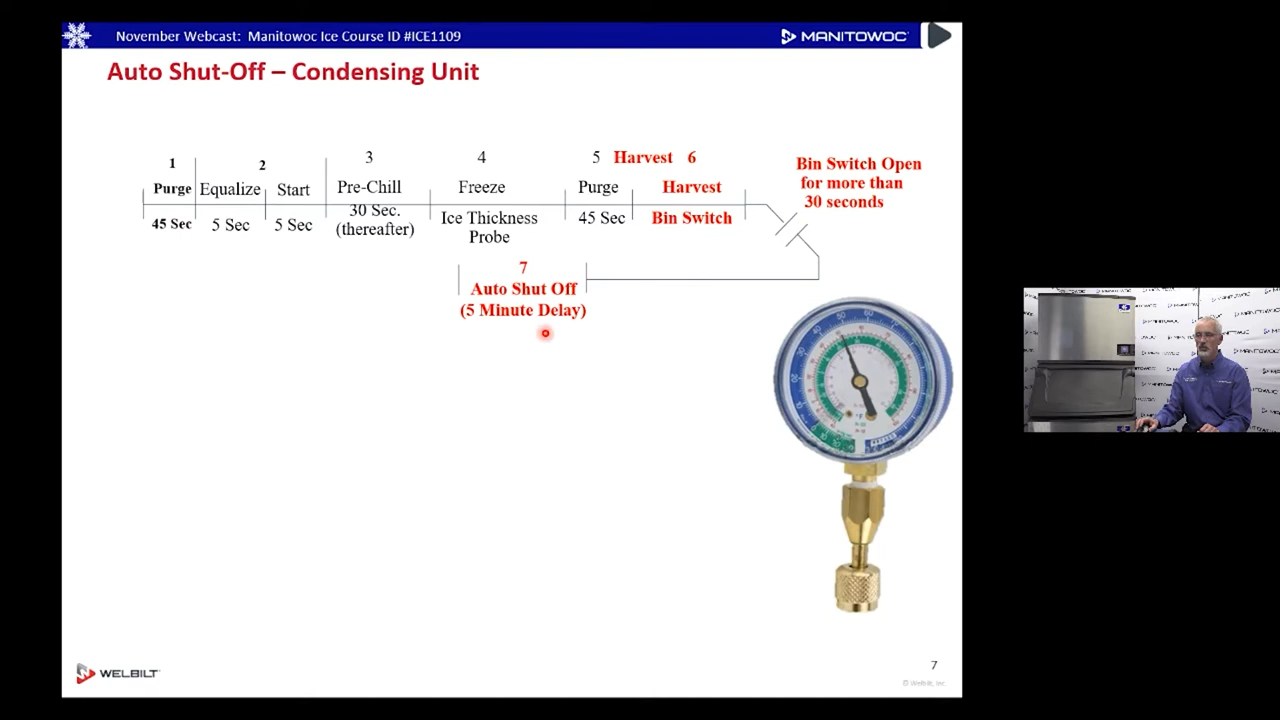 November Webcast: Manitowoc Ice Course ID #ICE1109
MANITOWOC
Auto Shut-Off – Condensing Unit
1
2
3
4
5 Harvest 6
Purge
Equalize
Start
Pre-Chill
Freeze
Purge
Harvest
45 Sec
5 Sec
5 Sec
30 Sec.
(thereafter)
Ice Thickness
Probe
45 Sec
Bin Switch
Bin Switch Open
for more than
30 seconds
7
Auto Shut Off
(5 Minute Delay)
MANITOWOC
WELBILT
7
© Welbilt, Inc.